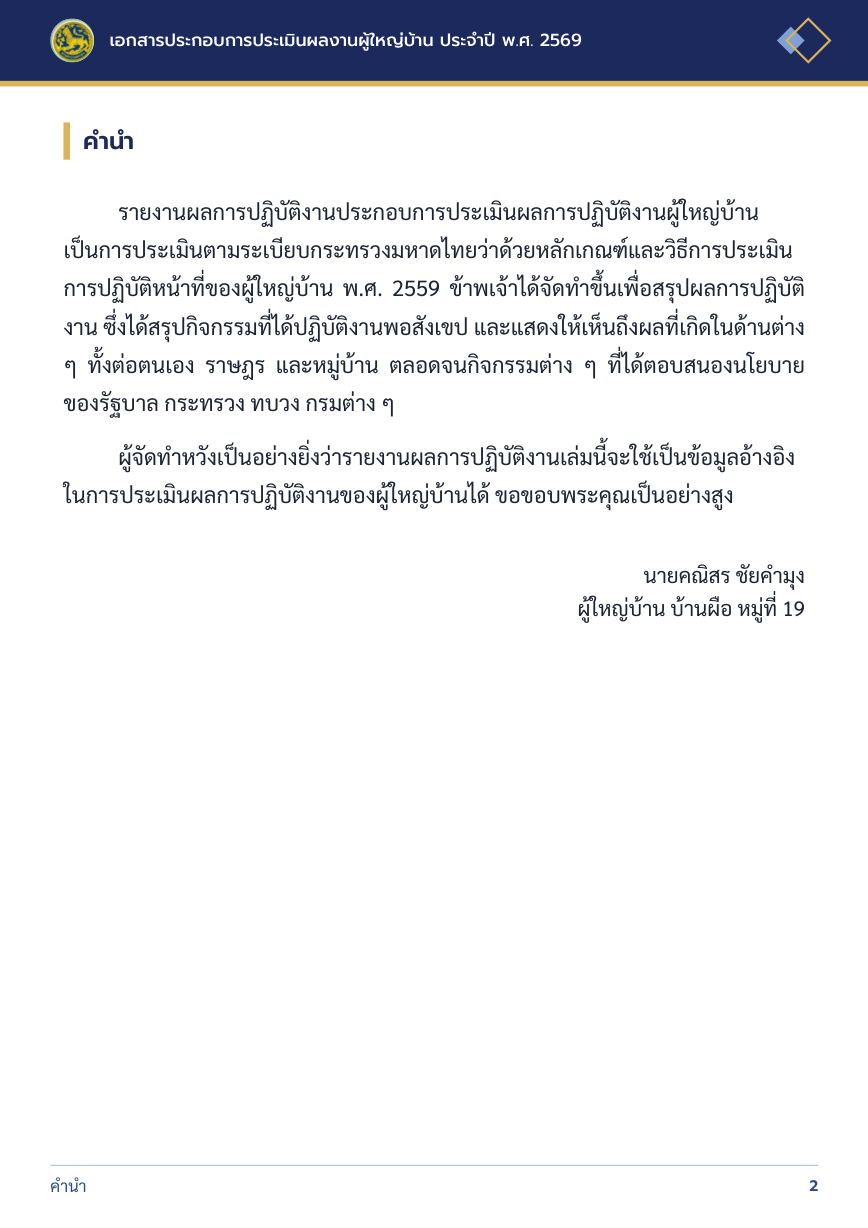 เอกสารประกอบการประเมินผลงานผู้ใหญ่บ้าน ประจำปี พ.ศ. 2569
คำนำ
รายงานผลการปฏิบัติงานประกอบการประเมินผลการปฏิบัติงานผู้ใหญ่บ้าน
เป็นการประเมินตามระเบียบกระทรวงมหาดไทยว่าด้วยหลักเกณฑ์และวิธีการประเมิน
การปฏิบัติหน้าที่ของผู้ใหญ่บ้าน พ.ศ. 2559 ข้าพเจ้าได้จัดทำขึ้นเพื่อสรุปผลการปฏิบัติ
งาน ซึ่งได้สรุปกิจกรรมที่ได้ปฏิบัติงานพอสังเขป และแสดงให้เห็นถึงผลที่เกิดในด้านต่าง
ๆ ทั้งต่อตนเอง ราษฎร และหมู่บ้าน ตลอดจนกิจกรรมต่าง ๆ ที่ได้ตอบสนองนโยบาย
ของรัฐบาล กระทรวง ทบวง กรมต่าง ๆ
ผู้จัดทำหวังเป็นอย่างยิ่งว่ารายงานผลการปฏิบัติงานเล่มนี้จะใช้เป็นข้อมูลอ้างอิง
ในการประเมินผลการปฏิบัติงานของผู้ใหญ่บ้านได้ ขอขอบพระคุณเป็นอย่างสูง
นายคณิสร ชัยคำมุง
ผู้ใหญ่บ้าน บ้านผือ หมู่ที่ 19
คำนำ
2